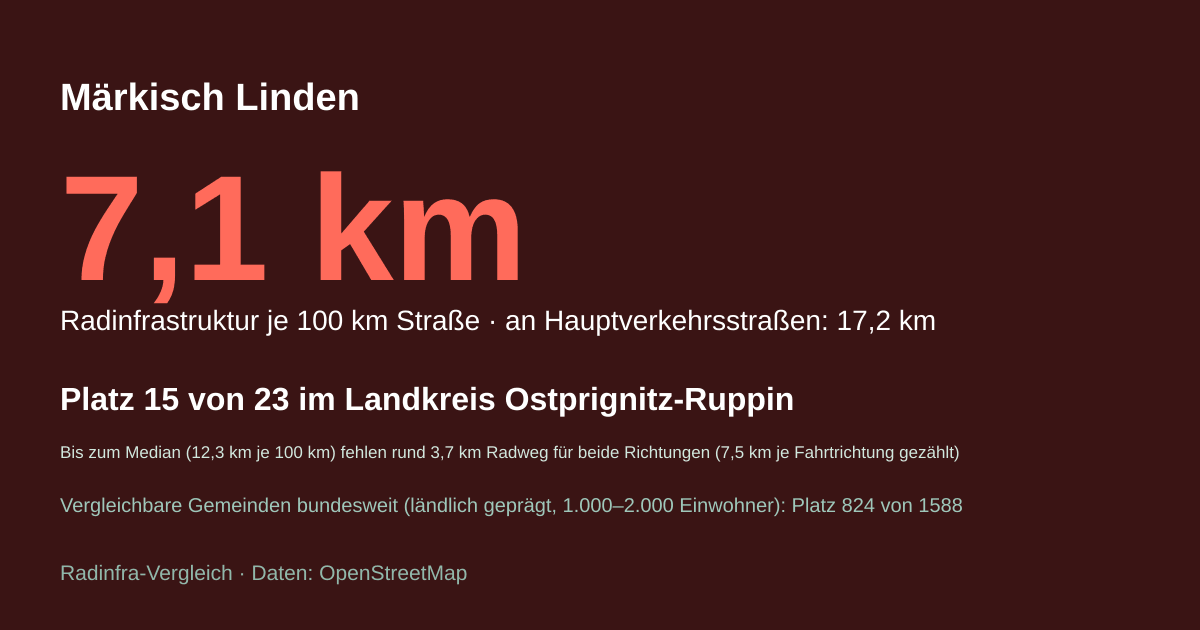 Märkisch Linden
7,1 km
Radinfrastruktur je 100 km Straße · an Hauptverkehrsstraßen: 17,2 km
Platz 15 von 23 im Landkreis Ostprignitz-Ruppin
Bis zum Median (12,3 km je 100 km) fehlen rund 3,7 km Radweg für beide Richtungen (7,5 km je Fahrtrichtung gezählt)
Vergleichbare Gemeinden bundesweit (ländlich geprägt, 1.000–2.000 Einwohner): Platz 824 von 1588
Radinfra-Vergleich · Daten: OpenStreetMap